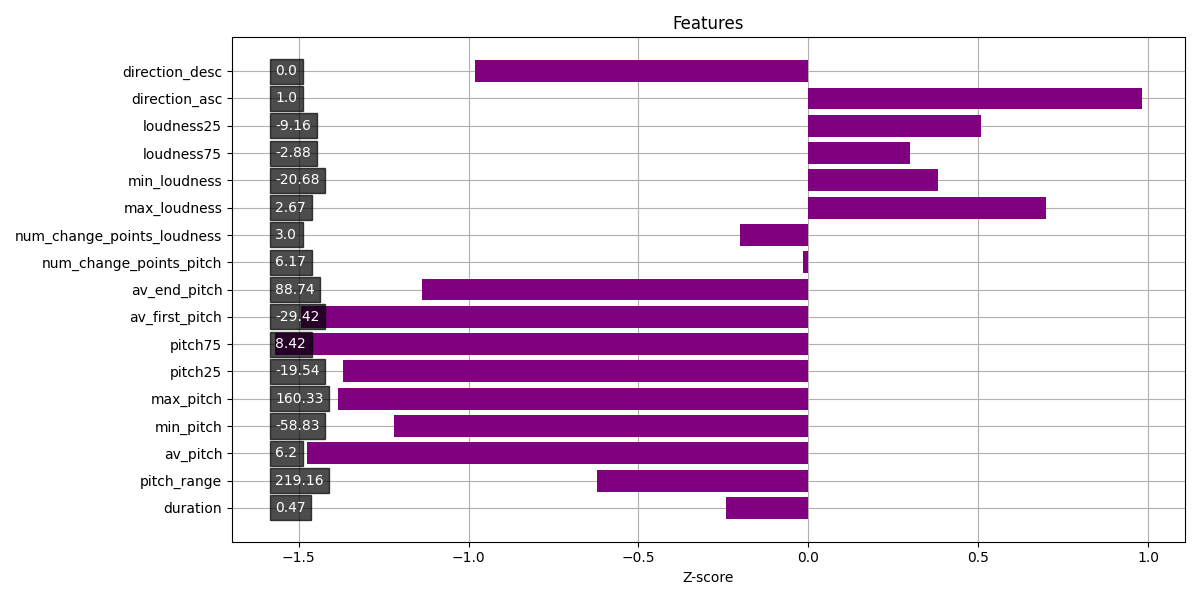 Features
direction_desc 0.0
direction_asc 1.0
loudness25 -9.16
loudness75 -2.88
min_loudness -20.68
max_loudness 2.67
num_change_points_loudness 3.0
num_change_points_pitch 6.17
av_end_pitch 88.74
av_first_pitch -29.42
pitch75 8.42
pitch25 -19.54
max_pitch 160.33
min_pitch -58.83
av_pitch 6.2
pitch_range 219.16
duration 0.47
−1.5 −1.0 −0.5 0.0 0.5 1.0
Z-score